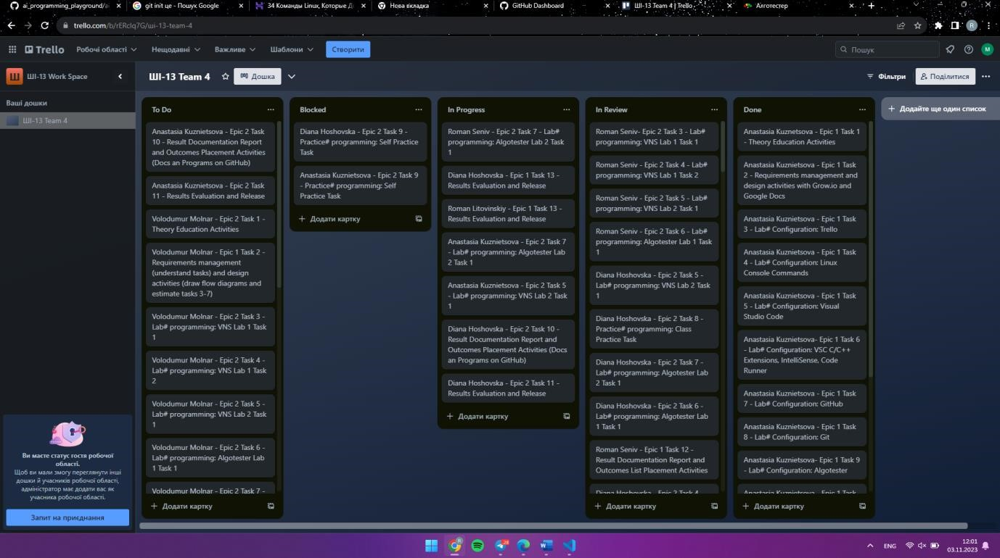 ai_programming_playground/ai
git init це - Пошук Google
34 Команды Linux, Которые Д
Нова вкладка
GitHub Dashboard
ШІ-13 Team 4 | Trello
Алготестер
trello.com/b/rERclq7G/ші-13-team-4
R
Trello
Робочі області
Нещодавні
Важливе
Шаблони
Створити
Пошук
M
Ш
ШІ-13 Work Space
ШІ-13 Team 4
Дошка
Фільтри
Поділитися
Ваші дошки
ШІ-13 Team 4
To Do
Anastasia Kuznietsova - Epic 2 Task
10 - Result Documentation Report
and Outcomes Placement Activities
(Docs an Programs on GitHub)
Anastasia Kuznietsova - Epic 2 Task
11 - Results Evaluation and Release
Volodumur Molnar - Epic 2 Task 1 -
Theory Education Activities
Volodumur Molnar - Epic 1 Task 2 -
Requirements management
(understand tasks) and design
activities (draw flow diagrams and
estimate tasks 3-7)
Volodumur Molnar - Epic 2 Task 3 -
Lab# programming: VNS Lab 1 Task
1
Volodumur Molnar - Epic 2 Task 4 -
Lab# programming: VNS Lab 1 Task
2
Volodumur Molnar - Epic 2 Task 5 -
Lab# programming: VNS Lab 2 Task
1
Volodumur Molnar - Epic 2 Task 6 -
Lab# programming: Algotester Lab
1 Task 1
Volodumur Molnar - Epic 2 Task 7 -
Додати картку
Blocked
Diana Hoshovska - Epic 2 Task 9 -
Practice# programming: Self Practice
Task
Anastasia Kuznietsova - Epic 2 Task 9
- Practice# programming: Self
Practice Task
Додати картку
In Progress
Roman Seniv - Epic 2 Task 7 - Lab#
programming: Algotester Lab 2 Task
1
Diana Hoshovska - Epic 1 Task 13 -
Results Evaluation and Release
Roman Litovinskiy - Epic 1 Task 13 -
Results Evaluation and Release
Anastasia Kuznietsova - Epic 2 Task 7
- Lab# programming: Algotester Lab
2 Task 1
Anastasia Kuznietsova - Epic 2 Task 5
- Lab# programming: VNS Lab 2 Task
1
Diana Hoshovska - Epic 2 Task 10 -
Result Documentation Report and
Outcomes Placement Activities (Docs
an Programs on GitHub)
Diana Hoshovska - Epic 2 Task 11 -
Results Evaluation and Release
Додати картку
In Review
Roman Seniv- Epic 2 Task 3 - Lab#
programming: VNS Lab 1 Task 1
Roman Seniv - Epic 2 Task 4 - Lab#
programming: VNS Lab 1 Task 2
Roman Seniv - Epic 2 Task 5 - Lab#
programming: VNS Lab 2 Task 1
Roman Seniv - Epic 2 Task 6 - Lab#
programming: Algotester Lab 1 Task
1
Diana Hoshovska - Epic 2 Task 5 -
Lab# programming: VNS Lab 2 Task
1
Diana Hoshovska - Epic 2 Task 8 -
Practice# programming: Class
Practice Task
Diana Hoshovska - Epic 2 Task 7 -
Lab# programming: Algotester Lab
2 Task 1
Diana Hoshovska - Epic 2 Task 6 -
Lab# programming: Algotester Lab
1 Task 1
Roman Seniv - Epic 1 Task 12 -
Result Documentation Report and
Outcomes List Placement Activities
Diana Hoshovska - Epic 2 Task 4 -
Додати картку
Done
Anastasia Kuznetsova - Epic 1 Task 1
- Theory Education Activities
Anastasia Kuznietsova - Epic 1 Task
2 - Requirements management and
design activities with Grow.io and
Google Docs
Anastasia Kuznietsova - Epic 1 Task
3 - Lab# Configuration: Trello
Anastasia Kuznietsova - Epic 1 Task
4 - Lab# Configuration: Linux
Console Commands
Anastasia Kuznietsova - Epic 1 Task
5 - Lab# Configuration: Visual
Studio Code
Anastasia Kuznietsova- Epic 1 Task 6
- Lab# Configuration: VSC C/C++
Extensions, IntelliSense, Code
Runner
Anastasia Kuznietsova - Epic 1 Task
7 - Lab# Configuration: GitHub
Anastasia Kuznietsova - Epic 1 Task
8 - Lab# Configuration: Git
Anastasia Kuznietsova- Epic 1 Task 9
- Lab# Configuration: Algotester
Anastasia Kuznietsova - Epic 1 Task
Додати картку
Додайте ще один список
Ви маєте статус гостя робочої
області.
Щоб ви мали змогу переглянути інші
дошки й учасників робочої області,
адміністратор має додати вас як
учасника робочої області.
Запит на приєднання
28
ENG
12:01
03.11.2023